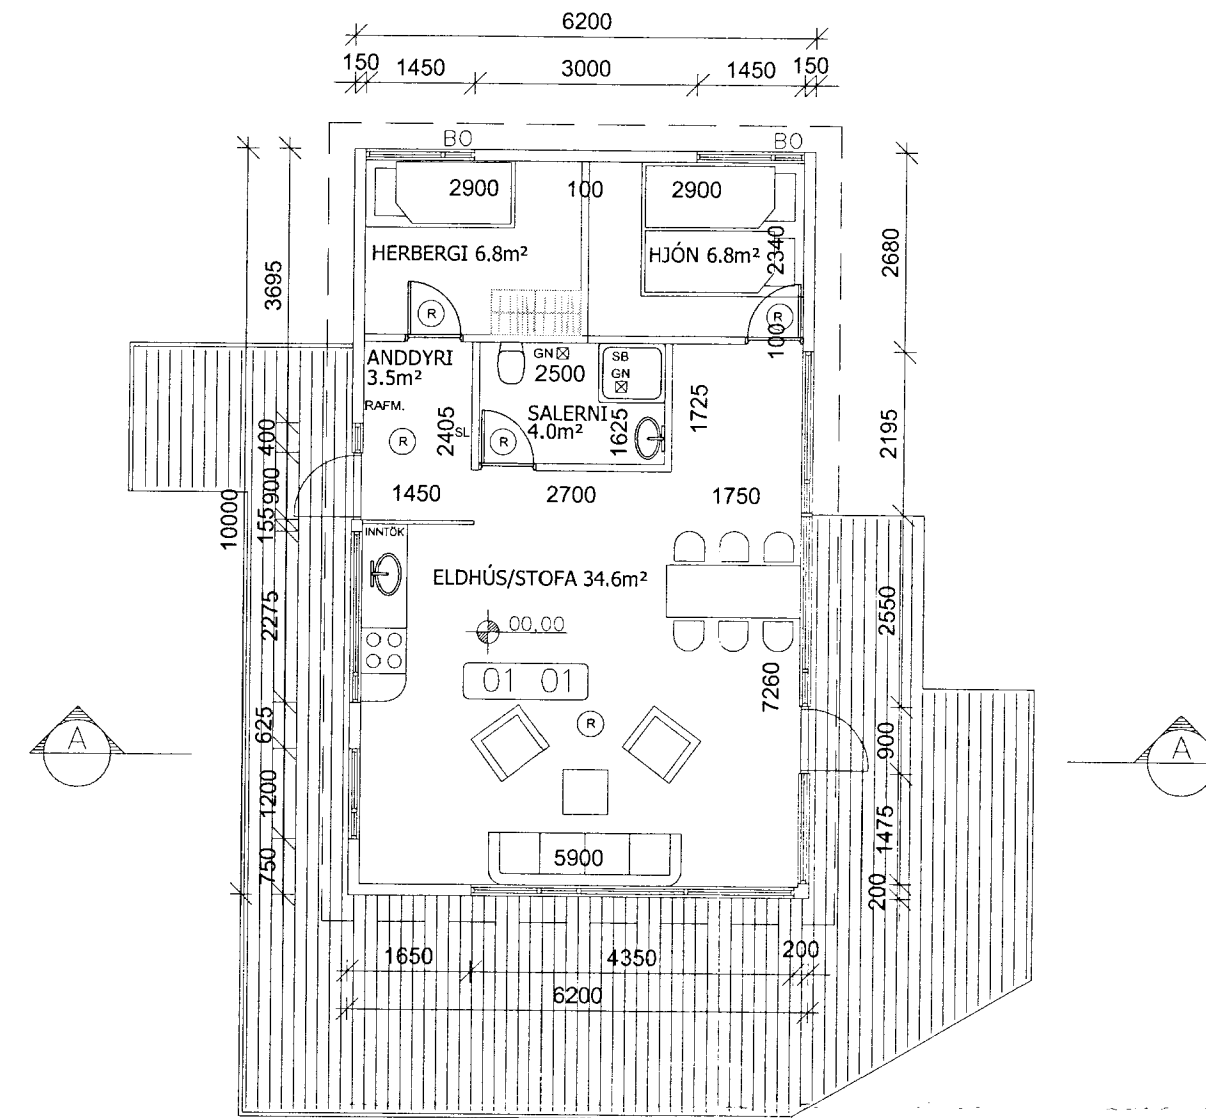 6200
150 1450 3000 1450 150
BO BO
2900 100 2900
HERBERGI 6.8m²
HJÓN 6.8m²
2340
2680
3695
R
R
100
ANDDYRI
3.5m²
GN
2500
SB
GN
RAFM.
SALERNI
4.0m²
1625
1725
2405
SL
R
R
2195
400
900
155
10000
1450 2700 1750
INNTÖK
ELDHÚS/STOFA 34.6m²
2275
2550
00.00
01 01
7260
R
625
900
A
A
1200
1475
750
5900
200
1650 4350 200
6200